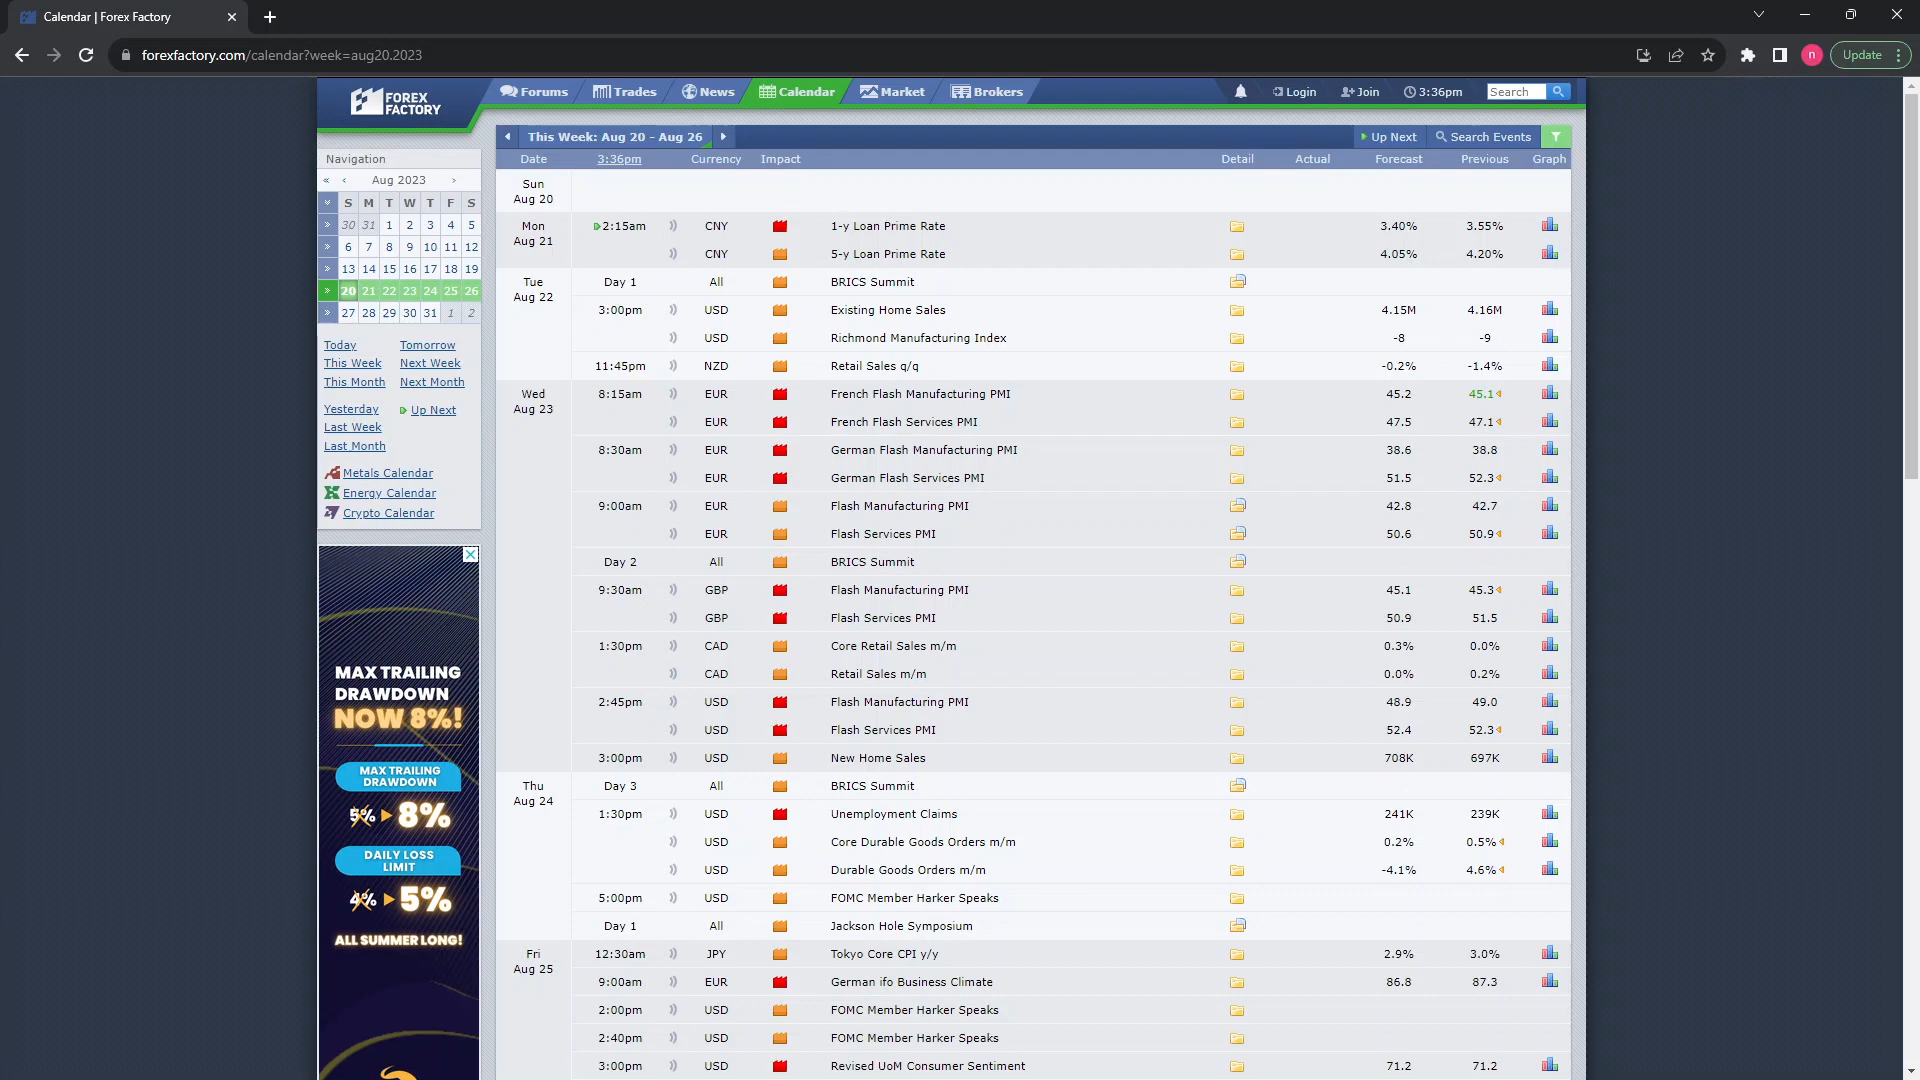 Calendar | Forex Factory
forexfactory.com/calendar?week=aug20.2023
n
Update
FOREX FACTORY
Forums Trades News Calendar Market Brokers Login Join 3:36pm Search
This Week: Aug 20 - Aug 26 Up Next Search Events
Date 3:36pm Currency Impact Detail Actual Forecast Previous Graph
Navigation
« ‹ Aug 2023 ›
S M T W T F S
» 30 31 1 2 3 4 5
» 6 7 8 9 10 11 12
» 13 14 15 16 17 18 19
» 20 21 22 23 24 25 26
» 27 28 29 30 31 1 2
Today Tomorrow
This Week Next Week
This Month Next Month
Yesterday Up Next
Last Week
Last Month
Metals Calendar
Energy Calendar
Crypto Calendar
MAX TRAILING
DRAWDOWN
NOW 8%!
MAX TRAILING
DRAWDOWN
5% 8%
DAILY LOSS
LIMIT
4% 5%
ALL SUMMER LONG!
Sun
Aug 20
Mon
Aug 21
2:15am CNY 1-y Loan Prime Rate 3.40% 3.55%
CNY 5-y Loan Prime Rate 4.05% 4.20%
Tue
Aug 22
Day 1 All BRICS Summit
3:00pm USD Existing Home Sales 4.15M 4.16M
USD Richmond Manufacturing Index -8 -9
11:45pm NZD Retail Sales q/q -0.2% -1.4%
Wed
Aug 23
8:15am EUR French Flash Manufacturing PMI 45.2 45.1
EUR French Flash Services PMI 47.5 47.1
8:30am EUR German Flash Manufacturing PMI 38.6 38.8
EUR German Flash Services PMI 51.5 52.3
9:00am EUR Flash Manufacturing PMI 42.8 42.7
EUR Flash Services PMI 50.6 50.9
Day 2 All BRICS Summit
9:30am GBP Flash Manufacturing PMI 45.1 45.3
GBP Flash Services PMI 50.9 51.5
1:30pm CAD Core Retail Sales m/m 0.3% 0.0%
CAD Retail Sales m/m 0.0% 0.2%
2:45pm USD Flash Manufacturing PMI 48.9 49.0
USD Flash Services PMI 52.4 52.3
3:00pm USD New Home Sales 708K 697K
Thu
Aug 24
Day 3 All BRICS Summit
1:30pm USD Unemployment Claims 241K 239K
USD Core Durable Goods Orders m/m 0.2% 0.5%
USD Durable Goods Orders m/m -4.1% 4.6%
5:00pm USD FOMC Member Harker Speaks
Day 1 All Jackson Hole Symposium
Fri
Aug 25
12:30am JPY Tokyo Core CPI y/y 2.9% 3.0%
9:00am EUR German ifo Business Climate 86.8 87.3
2:00pm USD FOMC Member Harker Speaks
2:40pm USD FOMC Member Harker Speaks
3:00pm USD Revised UoM Consumer Sentiment 71.2 71.2